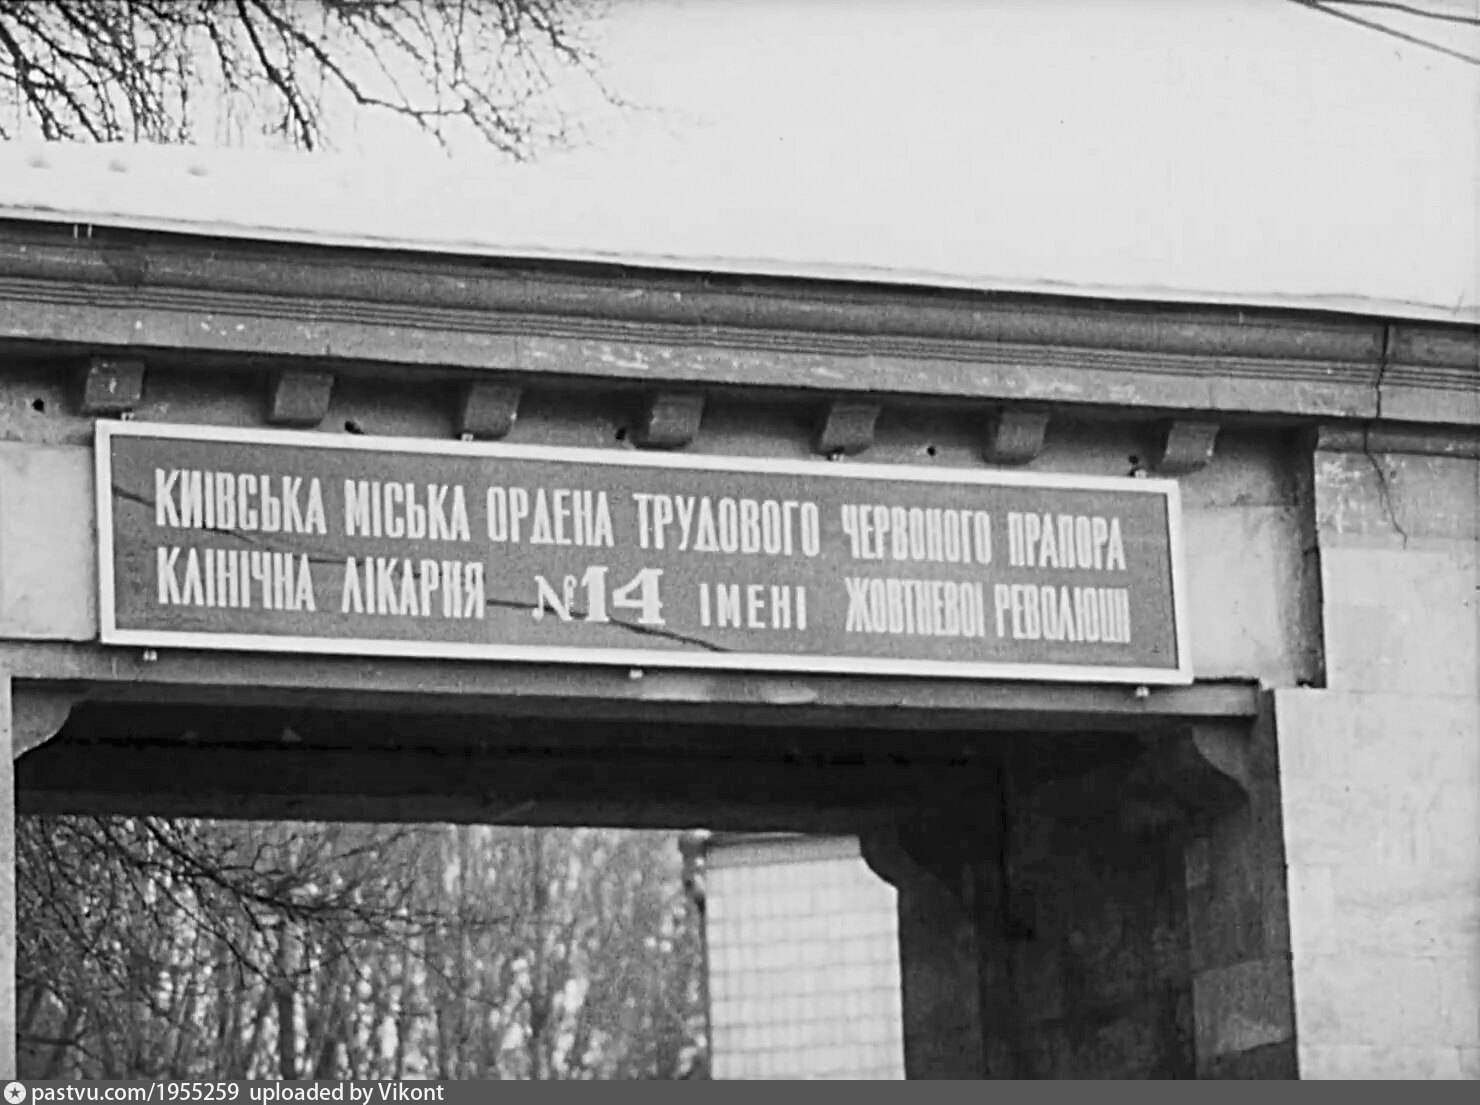 КИЇВСЬКА МІСЬКА ОРДЕНА ТРУДОВОГО ЧЕРВОНОГО ПРАПОРА
КЛІНІЧНА ЛІКАРНЯ №14 ІМЕНІ ЖОВТНЕВОЇ РЕВОЛЮЦІЇ
pastvu.com/1955259 uploaded by Vikont